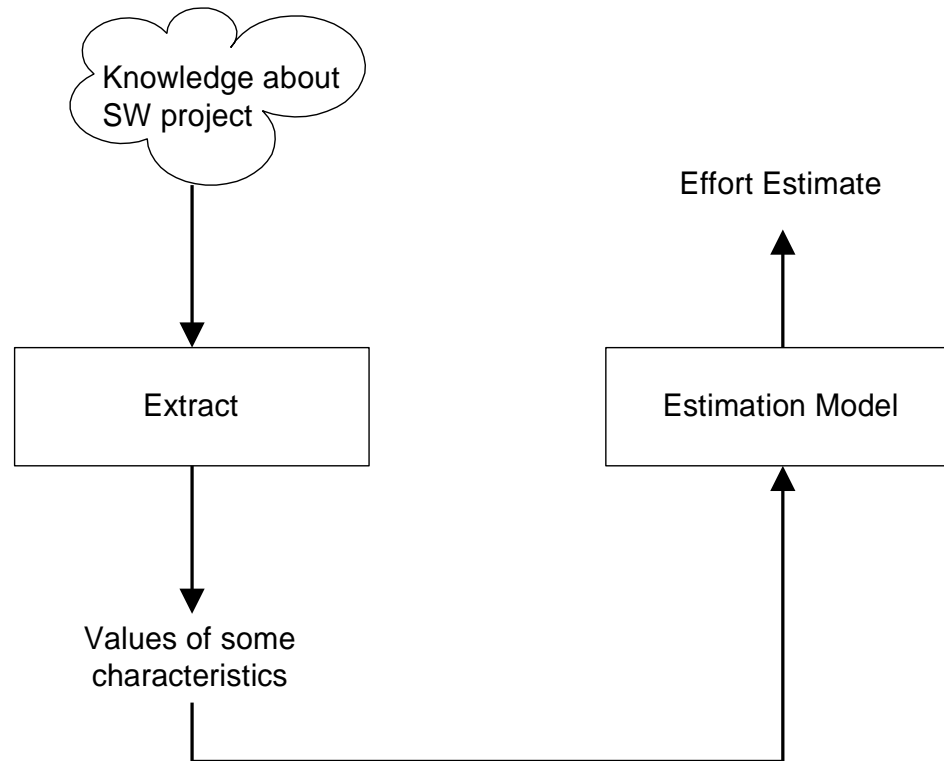 Knowledge about
SW project
Effort Estimate
Extract
Estimation Model
Values of some
characteristics